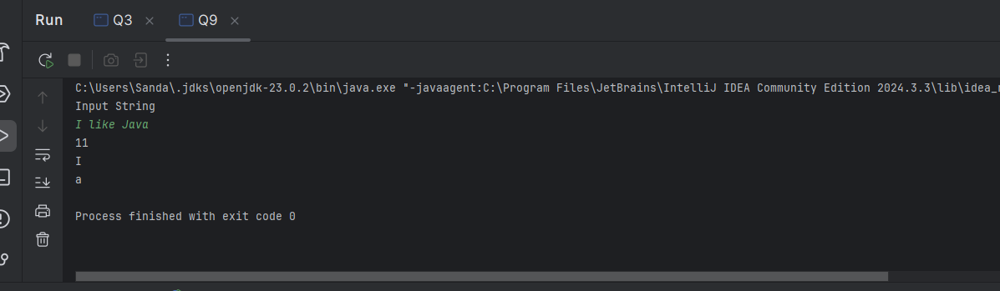 Run Q3 Q9
C:\Users\Sanda\.jdks\openjdk-23.0.2\bin\java.exe "-javaagent:C:\Program Files\JetBrains\IntelliJ IDEA Community Edition 2024.3.3\lib\idea_
Input String
I like Java
11
I
a
Process finished with exit code 0